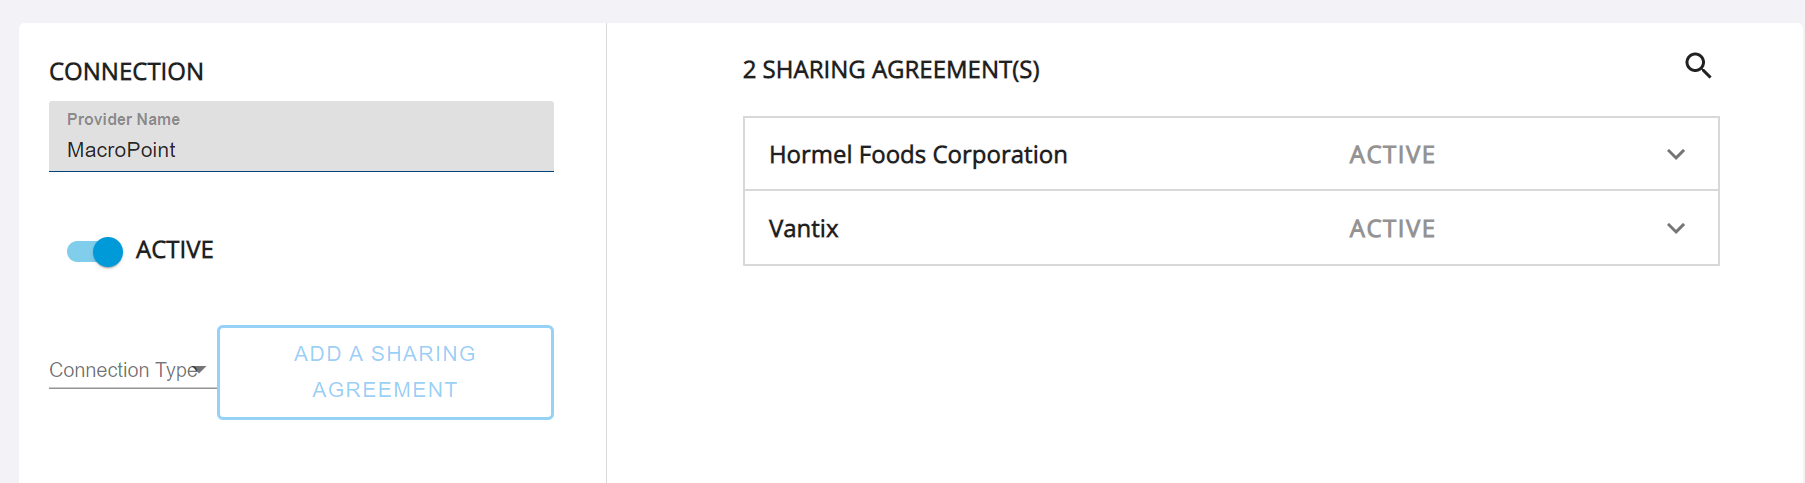 CONNECTION
Provider Name
MacroPoint
ACTIVE
Connection Type
ADD A SHARING
AGREEMENT
2 SHARING AGREEMENT(S)
Hormel Foods Corporation ACTIVE
Vantix ACTIVE